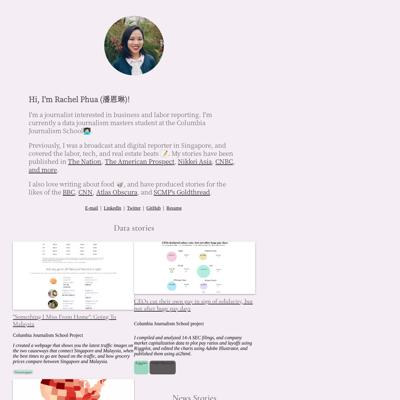 Hi, I'm Rachel Phua (潘恩琳)!
I'm a journalist interested in business and labor reporting. I'm
currently a data journalism masters student at the Columbia
Journalism School
Previously, I was a broadcast and digital reporter in Singapore, and
covered the labor, tech, and real estate beats. My stories have been
published in The Nation, The American Prospect, Nikkei Asia, CNBC,
and more.
I also love writing about food, and have produced stories for the
likes of the BBC, CNN, Atlas Obscura, and SCMP's Goldthread.
E-mail | LinkedIn | Twitter | GitHub | Resume
Data stories
"Something I Miss From Home": Going To
Malaysia
Columbia Journalism School Project
I created a webpage that shows you the latest traffic images on
the two causeways that connect Singapore and Malaysia, when
the best times to go are based on the traffic, and how grocery
prices compare between Singapore and Malaysia.
CEOs cut their own pay in sign of solidarity, but
not after huge pay days
Columbia Journalism School project
I compiled and analyzed 14-A SEC filings, and company
market capitalization data to plot pay ratios and layoffs using
R/ggplot, and edited the charts using Adobe Illustrator, and
published them using ai2html.
News Stories